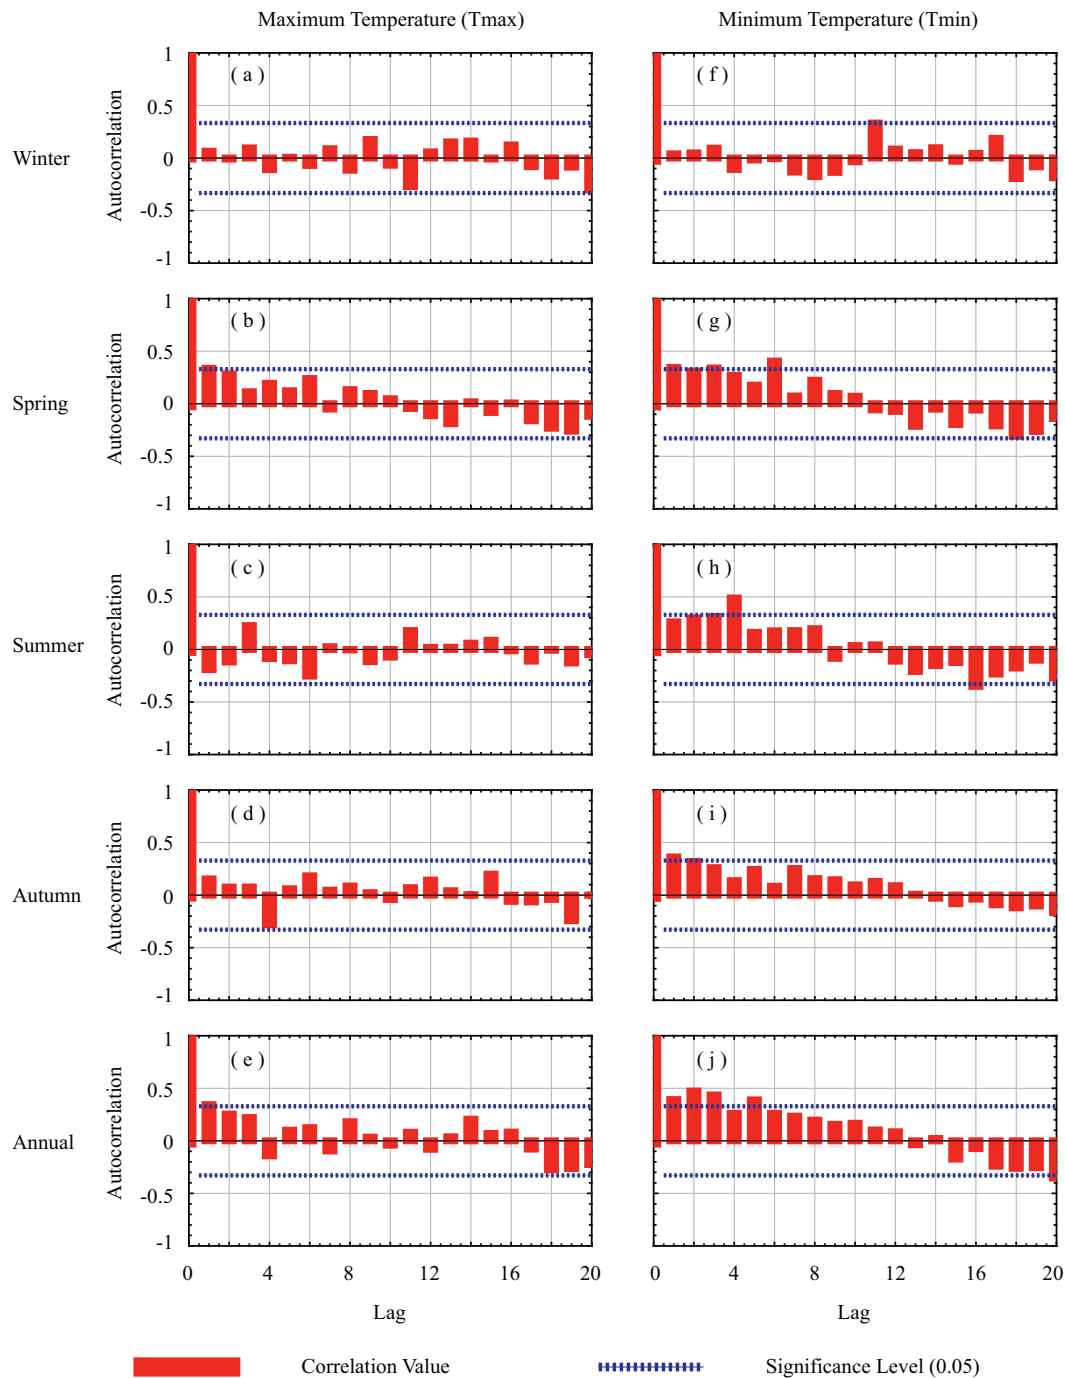 Maximum Temperature (Tmax)
Minimum Temperature (Tmin)
Winter
Autocorrelation
1
0.5
0
-0.5
-1
( a )
( f )
Spring
Autocorrelation
1
0.5
0
-0.5
-1
( b )
( g )
Summer
Autocorrelation
1
0.5
0
-0.5
-1
( c )
( h )
Autumn
Autocorrelation
1
0.5
0
-0.5
-1
( d )
( i )
Annual
Autocorrelation
1
0.5
0
-0.5
-1
( e )
( j )
0 4 8 12 16 20
0 4 8 12 16 20
Lag
Lag
Correlation Value
Significance Level (0.05)